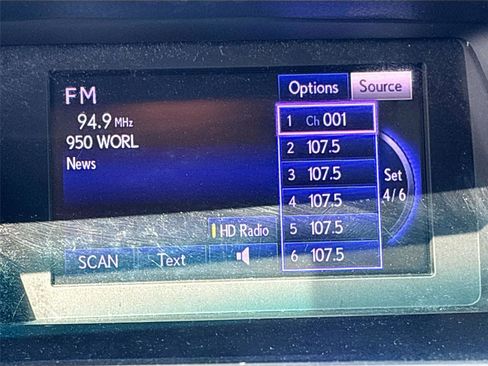 FM
94.9 MHz
950 WORL
News
HD Radio
SCAN
Text
Options
Source
1 Ch 001
2 107.5
3 107.5
4 107.5
5 107.5
6 107.5
Set
4/6